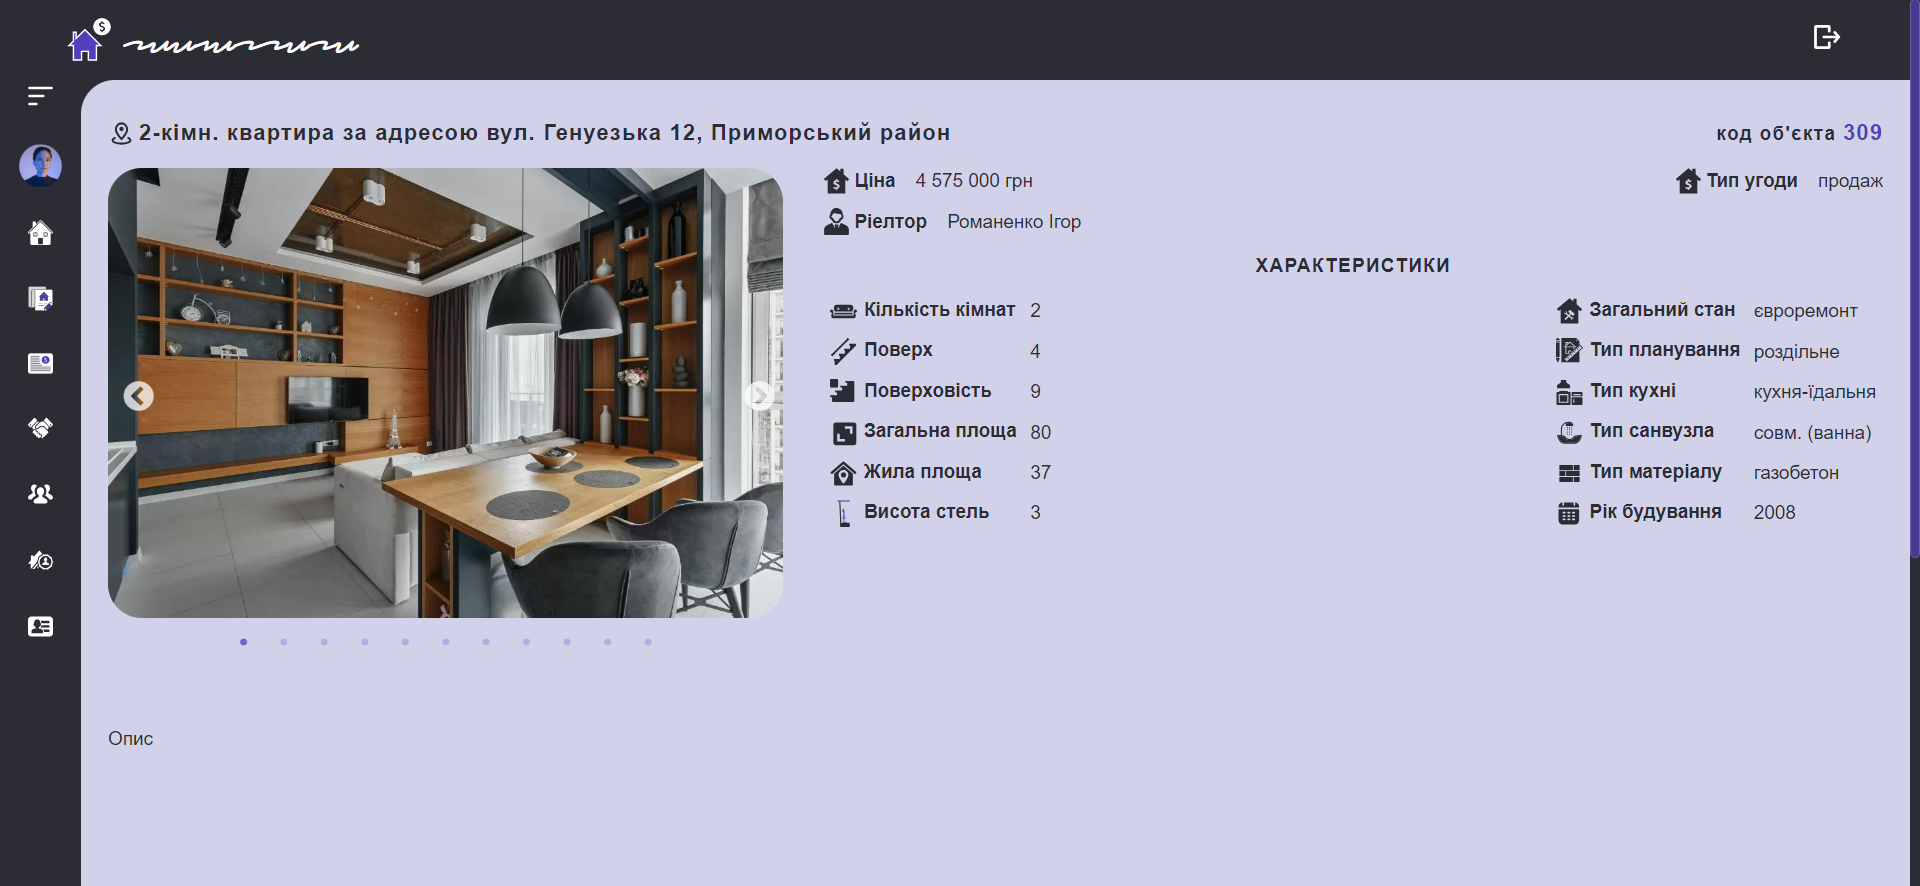 2-кімн. квартира за адресою вул. Генуезька 12, Приморський район
код об'єкта 309
Ціна 4 575 000 грн
Тип угоди продаж
Ріелтор Романенко Ігор
ХАРАКТЕРИСТИКИ
Кількість кімнат 2
Поверх 4
Поверховість 9
Загальна площа 80
Жила площа 37
Висота стель 3
Загальний стан євроремонт
Тип планування роздільне
Тип кухні кухня-їдальня
Тип санвузла совм. (ванна)
Тип матеріалу газобетон
Рік будування 2008
Опис